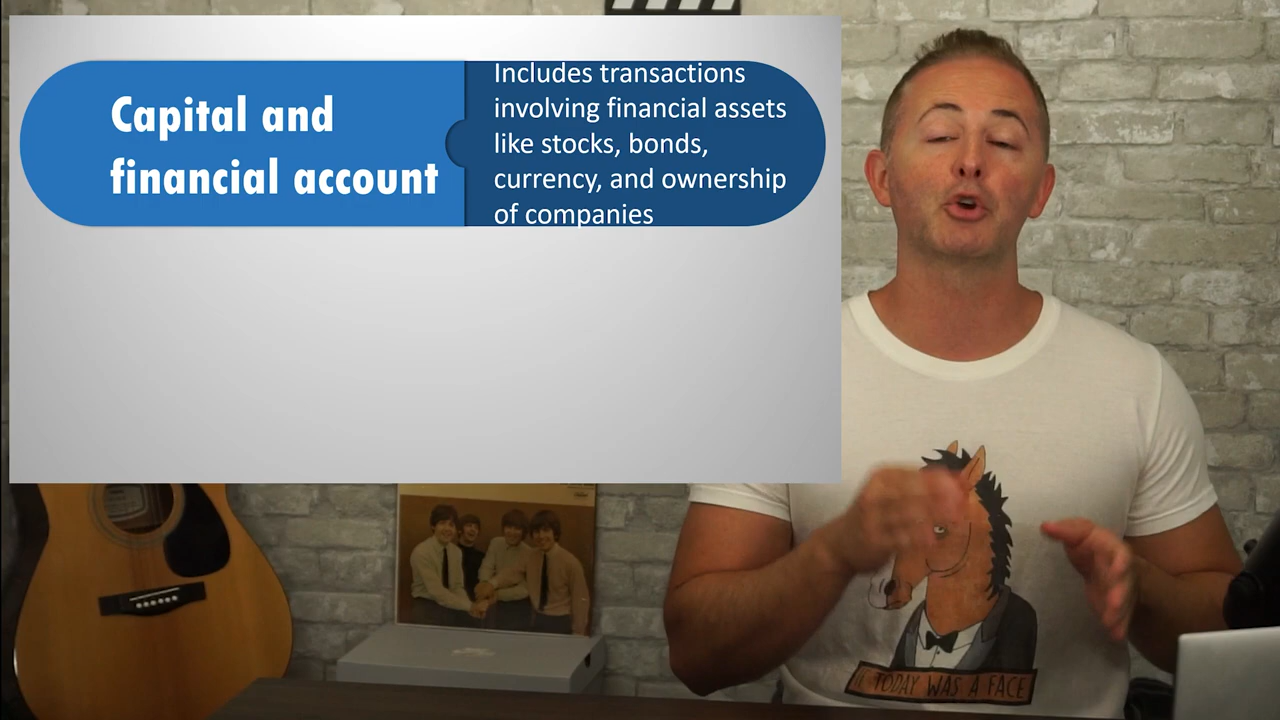 Capital and
financial account
Includes transactions
involving financial assets
like stocks, bonds,
currency, and ownership
of companies
TODAY WAS A FACE